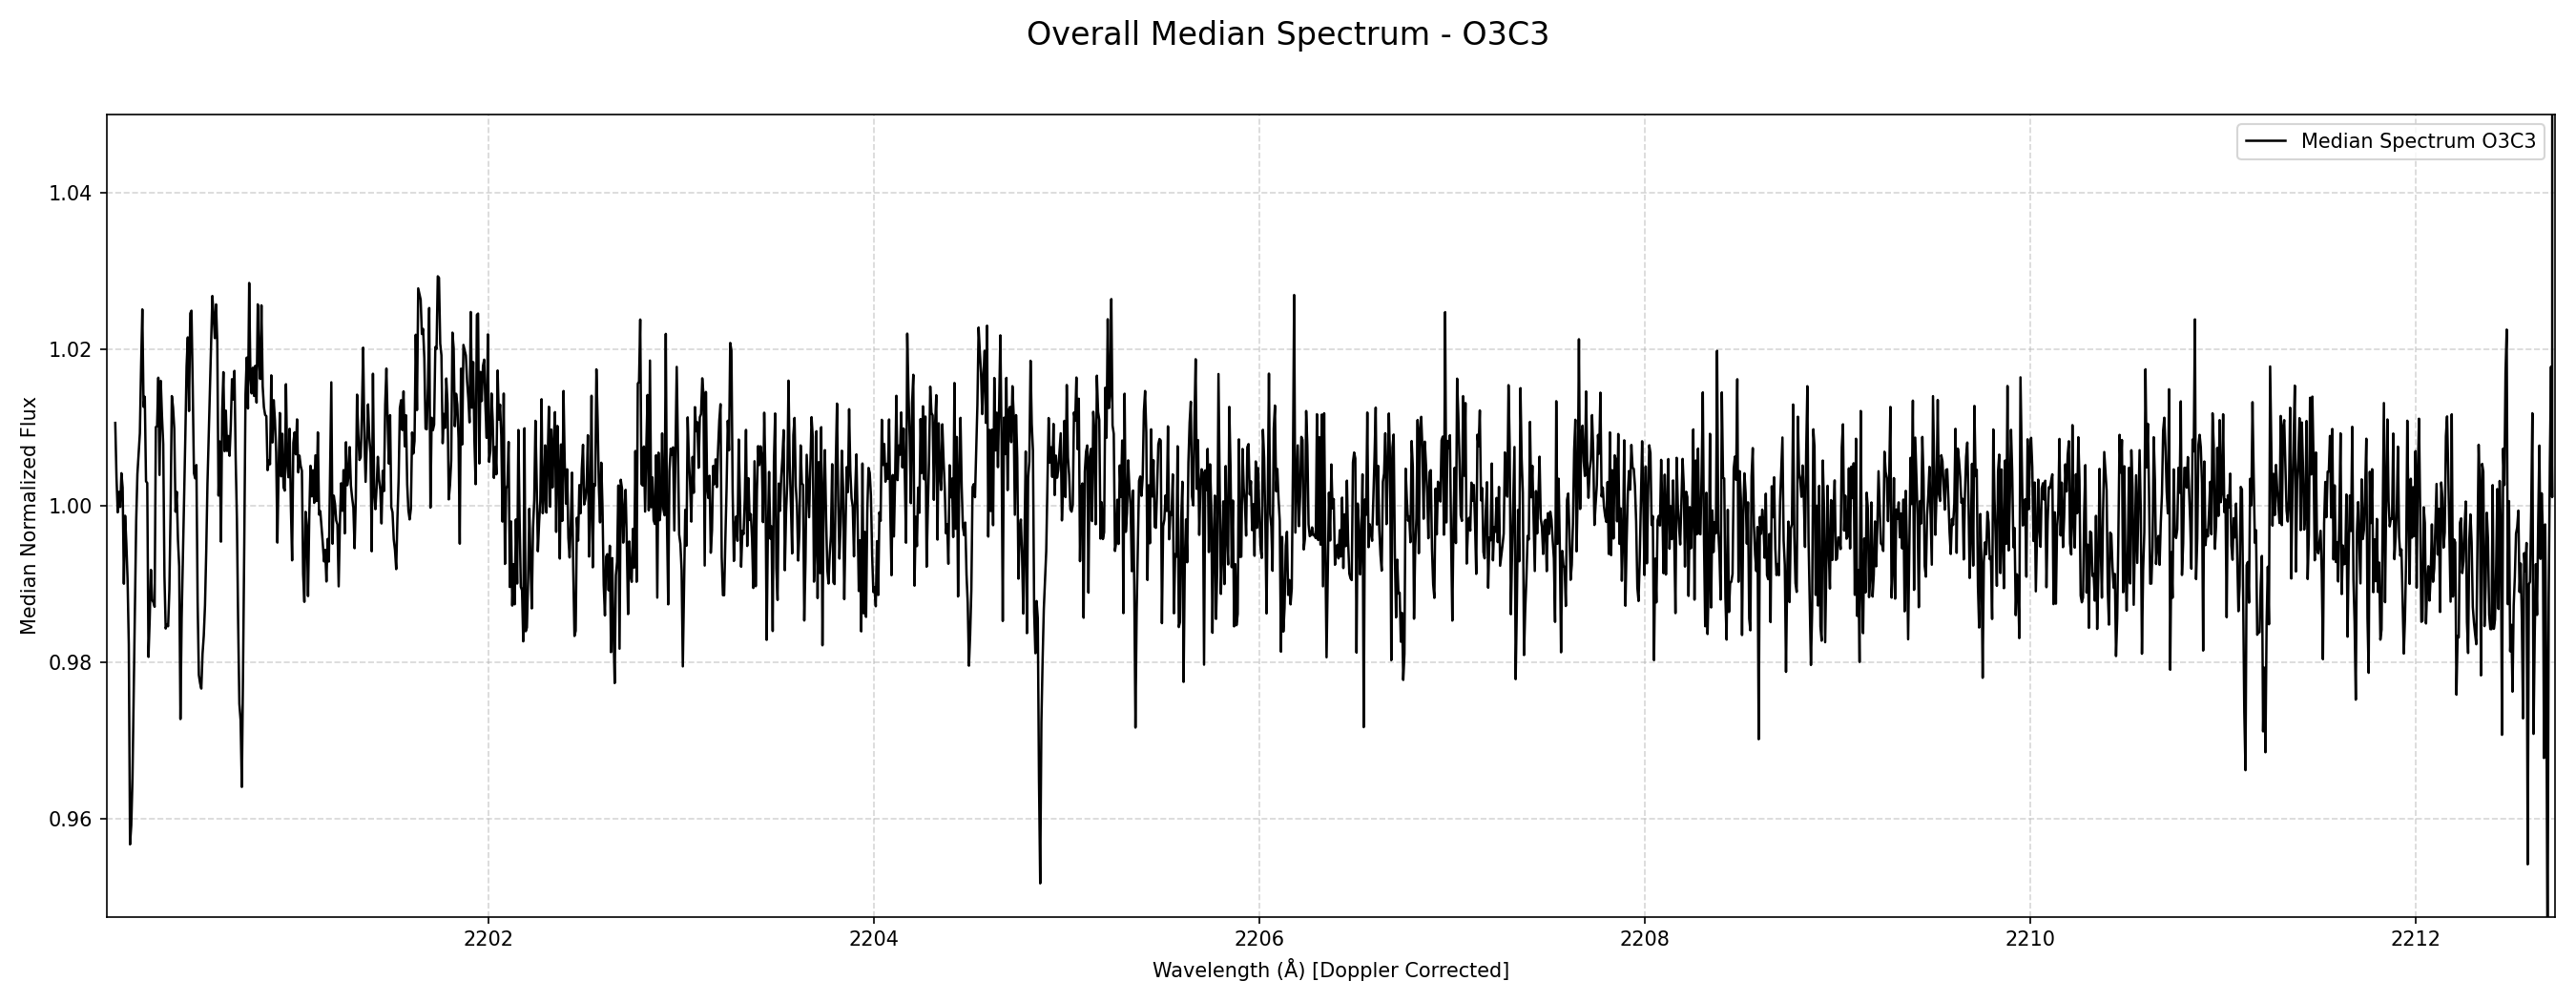 Overall Median Spectrum - O3C3
Median Spectrum O3C3
Median Normalized Flux
1.04
1.02
1.00
0.98
0.96
2202
2204
2206
2208
2210
2212
Wavelength (Å) [Doppler Corrected]